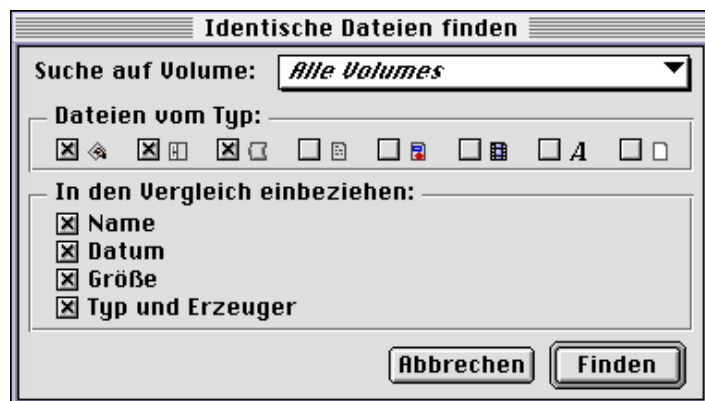 Identische Dateien finden
Suche auf Volume: Alle Volumes
Dateien vom Typ:
A
In den Vergleich einbeziehen:
Name
Datum
Größe
Typ und Erzeuger
Abbrechen Finden